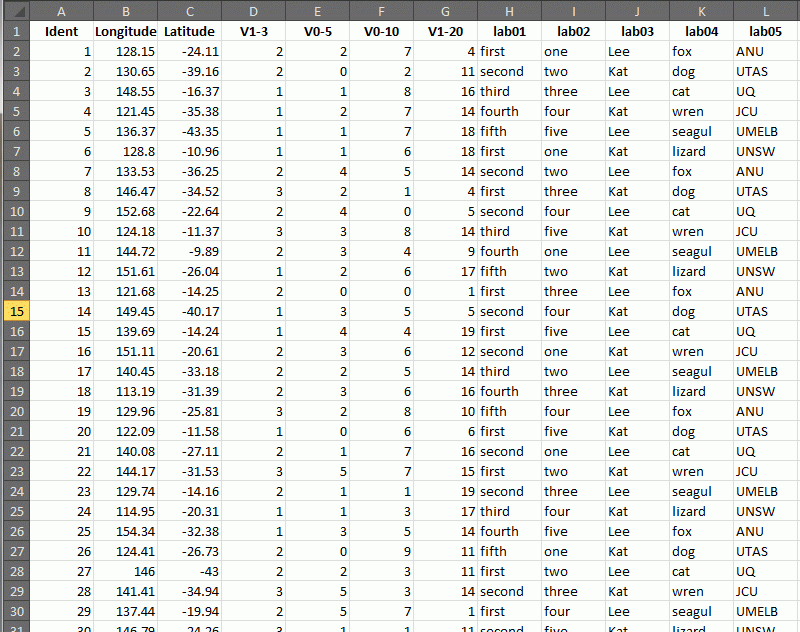 A B C D E F G H I J K L
1 Ident Longitude Latitude V1-3 V0-5 V0-10 V1-20 lab01 lab02 lab03 lab04 lab05
2 1 128.15 -24.11 2 2 7 4 first one Lee fox ANU
3 2 130.65 -39.16 2 0 2 11 second two Kat dog UTAS
4 3 148.55 -16.37 1 1 8 16 third three Lee cat UQ
5 4 121.45 -35.38 1 2 7 14 fourth four Kat wren JCU
6 5 136.37 -43.35 1 1 7 18 fifth five Lee seagul UMELB
7 6 128.8 -10.96 1 1 6 18 first one Kat lizard UNSW
8 7 133.53 -36.25 2 4 5 14 second two Lee fox ANU
9 8 146.47 -34.52 3 2 1 4 first three Kat dog UTAS
10 9 152.68 -22.64 2 4 0 5 second four Lee cat UQ
11 10 124.18 -11.37 3 3 8 14 third five Kat wren JCU
12 11 144.72 -9.89 2 3 4 9 fourth one Lee seagul UMELB
13 12 151.61 -26.04 1 2 6 17 fifth two Kat lizard UNSW
14 13 121.68 -14.25 2 0 0 1 first three Lee fox ANU
15 14 149.45 -40.17 1 3 5 5 second four Kat dog UTAS
16 15 139.69 -14.24 1 4 4 19 first five Lee cat UQ
17 16 151.11 -20.61 2 3 6 12 second one Kat wren JCU
18 17 140.45 -33.18 2 2 5 14 third two Lee seagul UMELB
19 18 113.19 -31.39 2 3 6 16 fourth three Kat lizard UNSW
20 19 129.96 -25.81 3 2 8 10 fifth four Lee fox ANU
21 20 122.09 -11.58 1 0 6 6 first five Kat dog UTAS
22 21 140.08 -27.11 2 1 7 16 second one Lee cat UQ
23 22 144.17 -31.53 3 5 7 15 first two Kat wren JCU
24 23 129.74 -14.16 2 1 1 19 second three Lee seagul UMELB
25 24 114.95 -20.31 1 1 3 17 third four Kat lizard UNSW
26 25 154.34 -32.38 1 3 5 14 fourth five Lee fox ANU
27 26 124.41 -26.73 2 0 9 11 fifth one Kat dog UTAS
28 27 146 -43 2 2 3 11 first two Lee cat UQ
29 28 141.41 -34.94 3 5 3 14 second three Kat wren JCU
30 29 137.44 -19.94 2 5 7 1 first four Lee seagul UMELB
31 30 146.79 24.26 3 1 1 11 second five Kat lizard UNSW